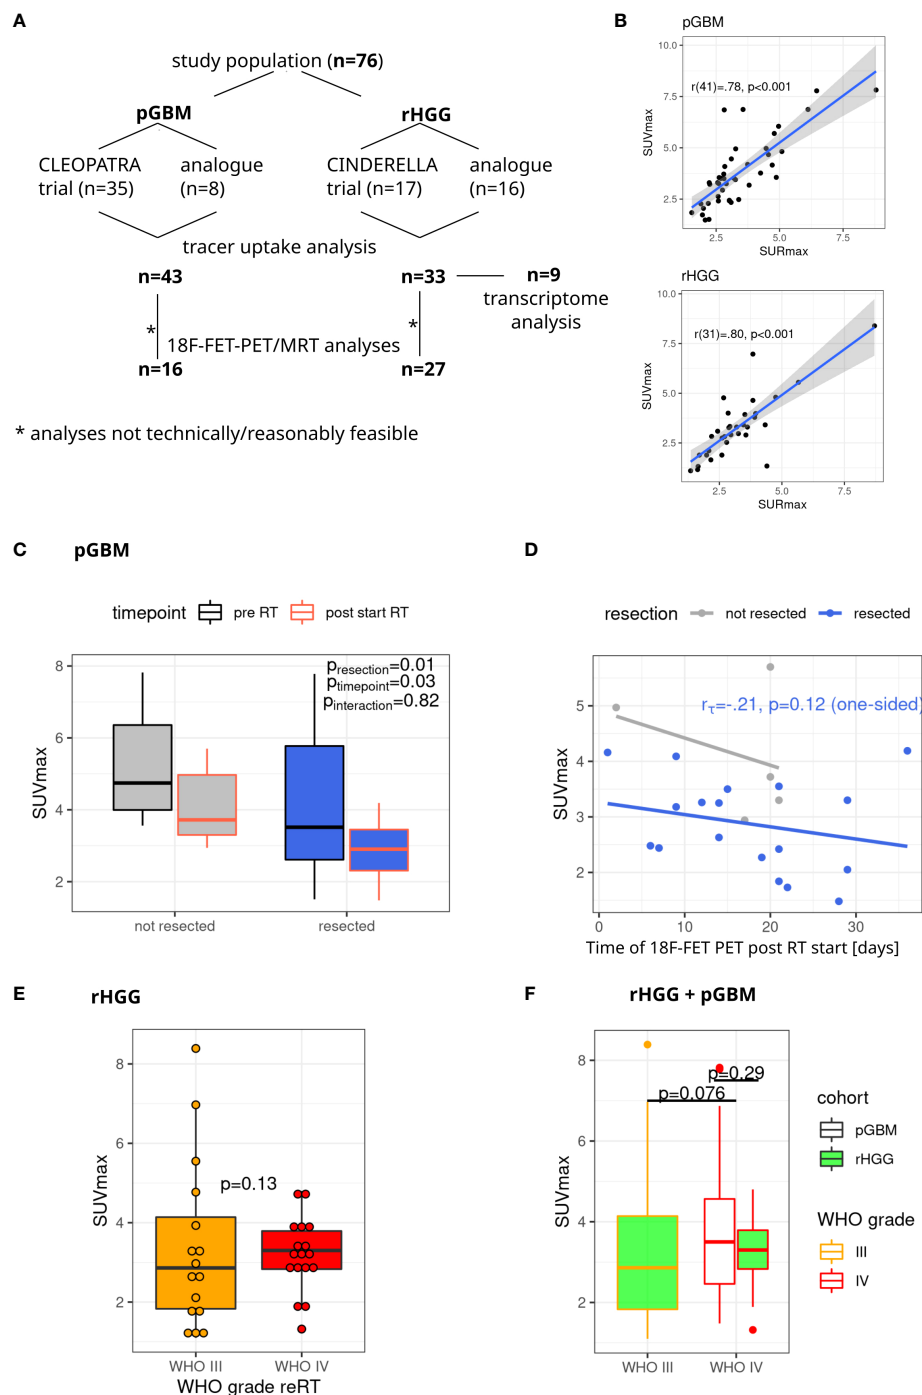 A
study population (n=76)
pGBM
rHGG
CLEOPATRA
trial (n=35)
analogue
(n=8)
CINDERELLA
trial (n=17)
analogue
(n=16)
tracer uptake analysis
n=43
n=33
n=9
transcriptome
analysis
*
*
18F-FET-PET/MRT analyses
n=16
n=27
* analyses not technically/reasonably feasible
B
pGBM
r(41)=.78, p<0.001
10.0
7.5
5.0
2.5
SUVmax
2.5 5.0 7.5
SURmax
rHGG
r(31)=.80, p<0.001
10.0
7.5
5.0
2.5
SUVmax
2.5 5.0 7.5
SURmax
C
pGBM
timepoint pre RT post start RT
presection=0.01
ptimepoint=0.03
pinteraction=0.82
8
6
4
2
SUVmax
not resected resected
D
resection not resected resected
rτ=-.21, p=0.12 (one-sided)
5
4
3
2
SUVmax
0 10 20 30
Time of 18F-FET PET post RT start [days]
E
rHGG
p=0.13
8
6
4
2
SUVmax
WHO III WHO IV
WHO grade reRT
F
rHGG + pGBM
p=0.29
p=0.076
8
6
4
2
SUVmax
WHO III WHO IV
cohort
pGBM
rHGG
WHO grade
III
IV